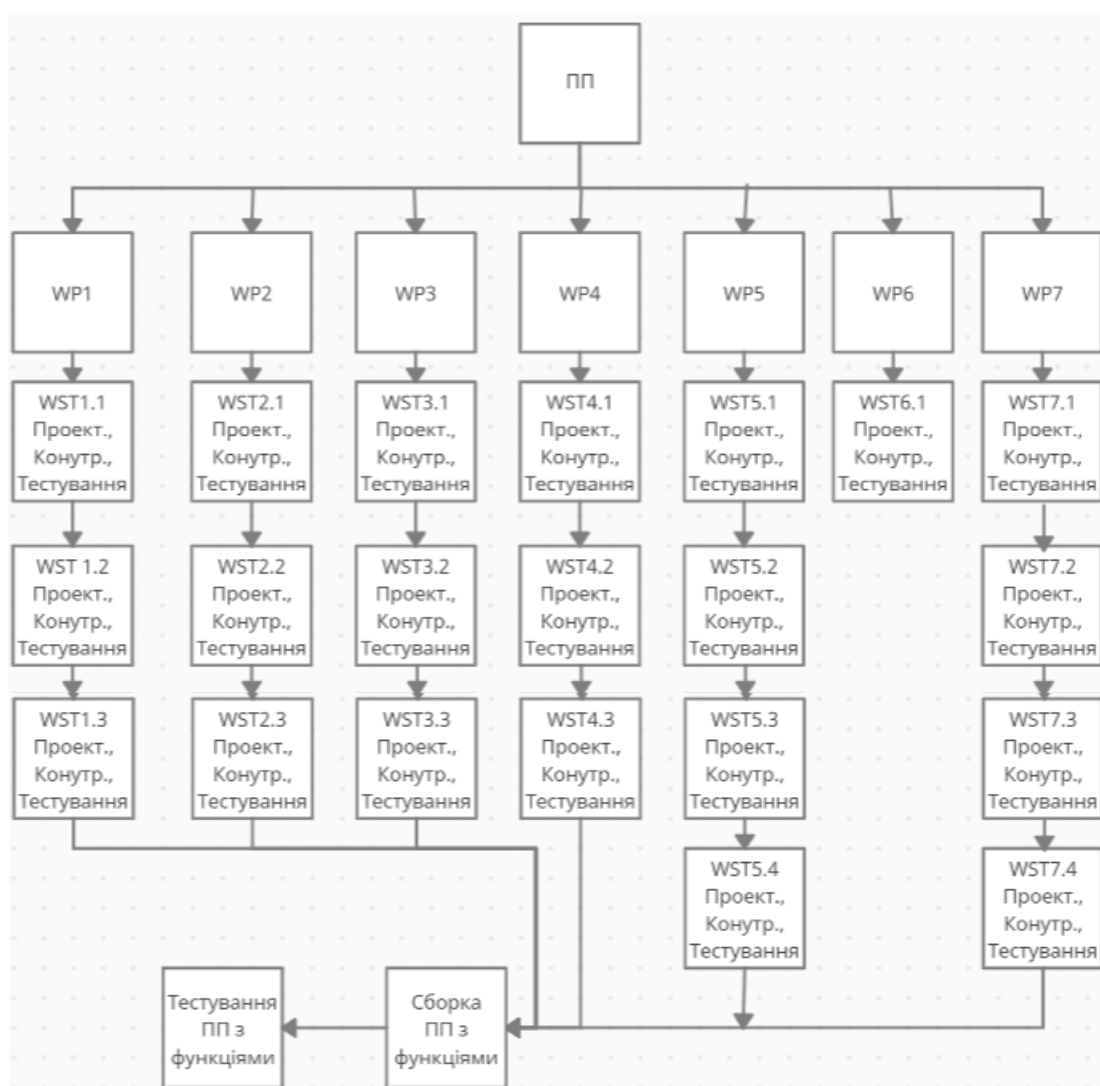 ПП
WP1
WP2
WP3
WP4
WP5
WP6
WP7
WST1.1
Проект.,
Конутр.,
Тестування
WST2.1
Проект.,
Конутр.,
Тестування
WST3.1
Проект.,
Конутр.,
Тестування
WST4.1
Проект.,
Конутр.,
Тестування
WST5.1
Проект.,
Конутр.,
Тестування
WST6.1
Проект.,
Конутр.,
Тестування
WST7.1
Проект.,
Конутр.,
Тестування
WST 1.2
Проект.,
Конутр.,
Тестування
WST2.2
Проект.,
Конутр.,
Тестування
WST3.2
Проект.,
Конутр.,
Тестування
WST4.2
Проект.,
Конутр.,
Тестування
WST5.2
Проект.,
Конутр.,
Тестування
WST7.2
Проект.,
Конутр.,
Тестування
WST1.3
Проект.,
Конутр.,
Тестування
WST2.3
Проект.,
Конутр.,
Тестування
WST3.3
Проект.,
Конутр.,
Тестування
WST4.3
Проект.,
Конутр.,
Тестування
WST5.3
Проект.,
Конутр.,
Тестування
WST7.3
Проект.,
Конутр.,
Тестування
WST5.4
Проект.,
Конутр.,
Тестування
WST7.4
Проект.,
Конутр.,
Тестування
Тестування
ПП з
функціями
Сборка
ПП з
функціями